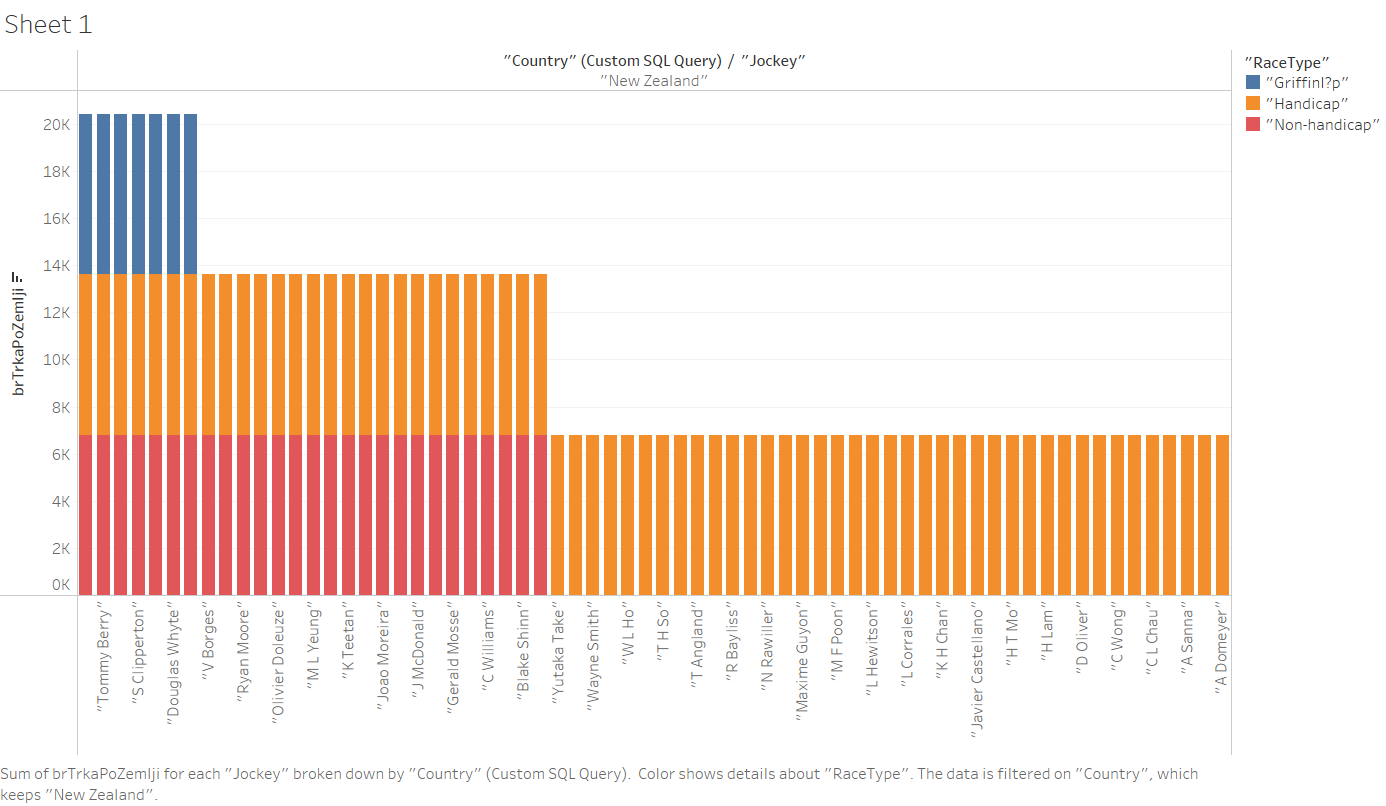 Sheet 1
"Country" (Custom SQL Query) / "Jockey"
"New Zealand"
"RaceType"
"Griffinl?p"
"Handicap"
"Non-handicap"
brTrkaPoZemlji
20K
18K
16K
14K
12K
10K
8K
6K
4K
2K
0K
"Tommy Berry"
"S Clipperton"
"Douglas Whyte"
"V Borges"
"Ryan Moore"
"Olivier Doleuze"
"M L Yeung"
"K Teetan"
"Joao Moreira"
"J McDonald"
"Gerald Mosse"
"C Williams"
"Blake Shinn"
"Yutaka Take"
"Wayne Smith"
"W L Ho"
"T H So"
"T Angland"
"R Bayliss"
"N Rawiller"
"Maxime Guyon"
"M F Poon"
"L Hewitson"
"L Corrales"
"K H Chan"
"Javier Castellano"
"H T Mo"
"H Lam"
"D Oliver"
"C Wong"
"C L Chau"
"A Sanna"
"A Domeyer"
Sum of brTrkaPoZemlji for each "Jockey" broken down by "Country" (Custom SQL Query).  Color shows details about "RaceType". The data is filtered on "Country", which
keeps "New Zealand".